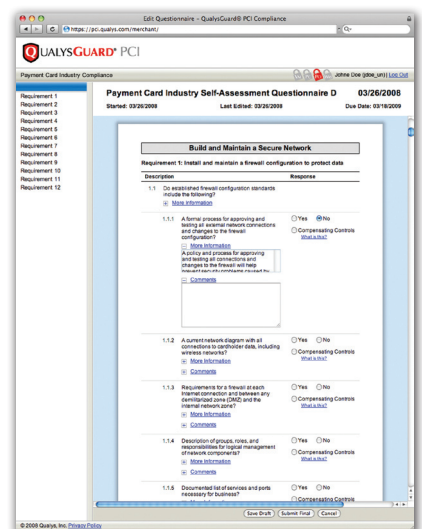 Edit Questionnaire – QualysGuard® PCI Compliance
https://pci.qualys.com/merchant/
QUALYSGUARD® PCI
Payment Card Industry Compliance
Johne Doe (jdoe_un) | Log Out
Requirement 1
Requirement 2
Requirement 3
Requirement 4
Requirement 5
Requirement 6
Requirement 7
Requirement 8
Requirement 9
Requirement 10
Requirement 11
Requirement 12
Payment Card Industry Self-Assessment Questionnaire D 03/26/2008
Started: 03/26/2008 Last Edited: 03/26/2008 Due Date: 03/18/2009
Build and Maintain a Secure Network
Requirement 1: Install and maintain a firewall configuration to protect data
Description Response
1.1 Do established firewall configuration standards
include the following?
More Information
1.1.1 A formal process for approving and Yes No
testing all external network connections
and changes to the firewall Compensating Controls
configuration? What is this?
More Information
A policy and process for approving
and testing all connections and
changes to the firewall will help
prevent security problems caused by
Comments
1.1.2 A current network diagram with all Yes No
connections to cardholder data, including
wireless networks? Compensating Controls
More Information What is this?
Comments
1.1.3 Requirements for a firewall at each Yes No
Internet connection and between any
demilitarized zone (DMZ) and the Compensating Controls
internal network zone? What is this?
More Information
Comments
1.1.4 Description of groups, roles, and Yes No
responsibilities for logical management
of network components? Compensating Controls
More Information What is this?
Comments
1.1.5 Documented list of services and ports Yes No
necessary for business?
Compensating Controls
Save Draft Submit Final Cancel
© 2008 Qualys, Inc. Privacy Policy